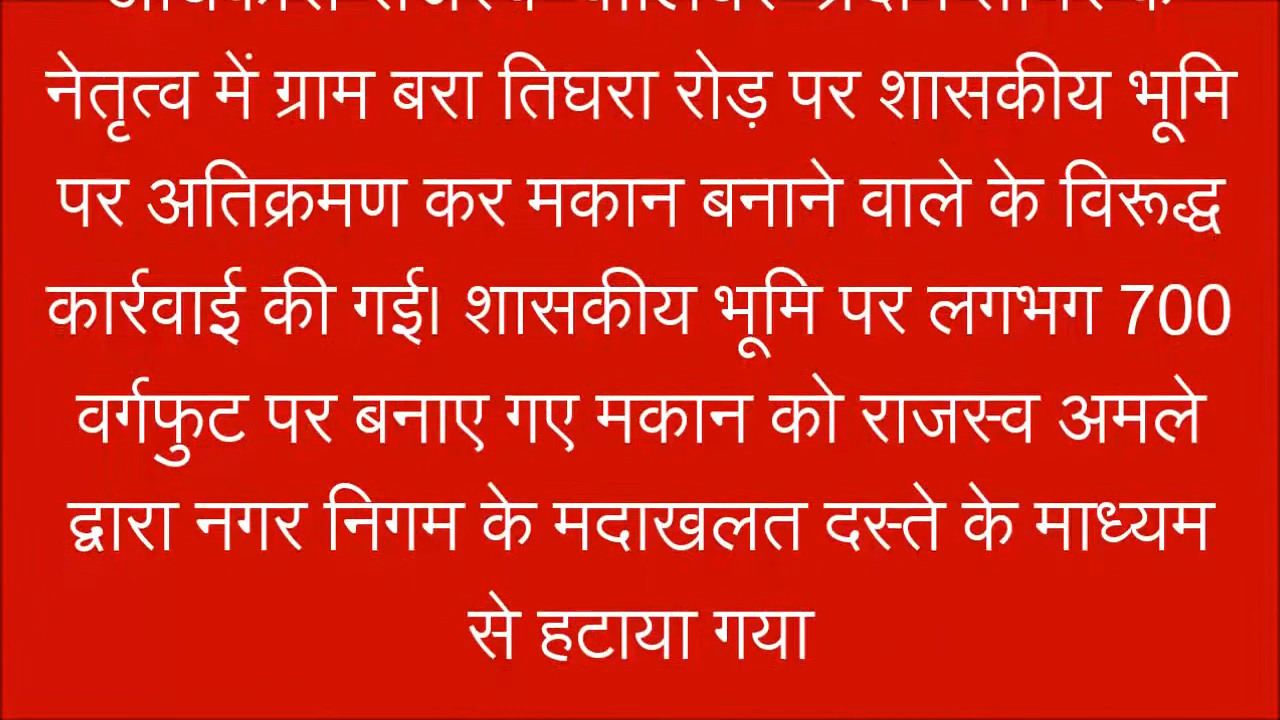 नेतृत्व में ग्राम बरा तिघरा रोड़ पर शासकीय भूमि
पर अतिक्रमण कर मकान बनाने वाले के विरूद्ध
कार्रवाई की गई। शासकीय भूमि पर लगभग 700
वर्गफुट पर बनाए गए मकान को राजस्व अमले
द्वारा नगर निगम के मदाखलत दस्ते के माध्यम
से हटाया गया